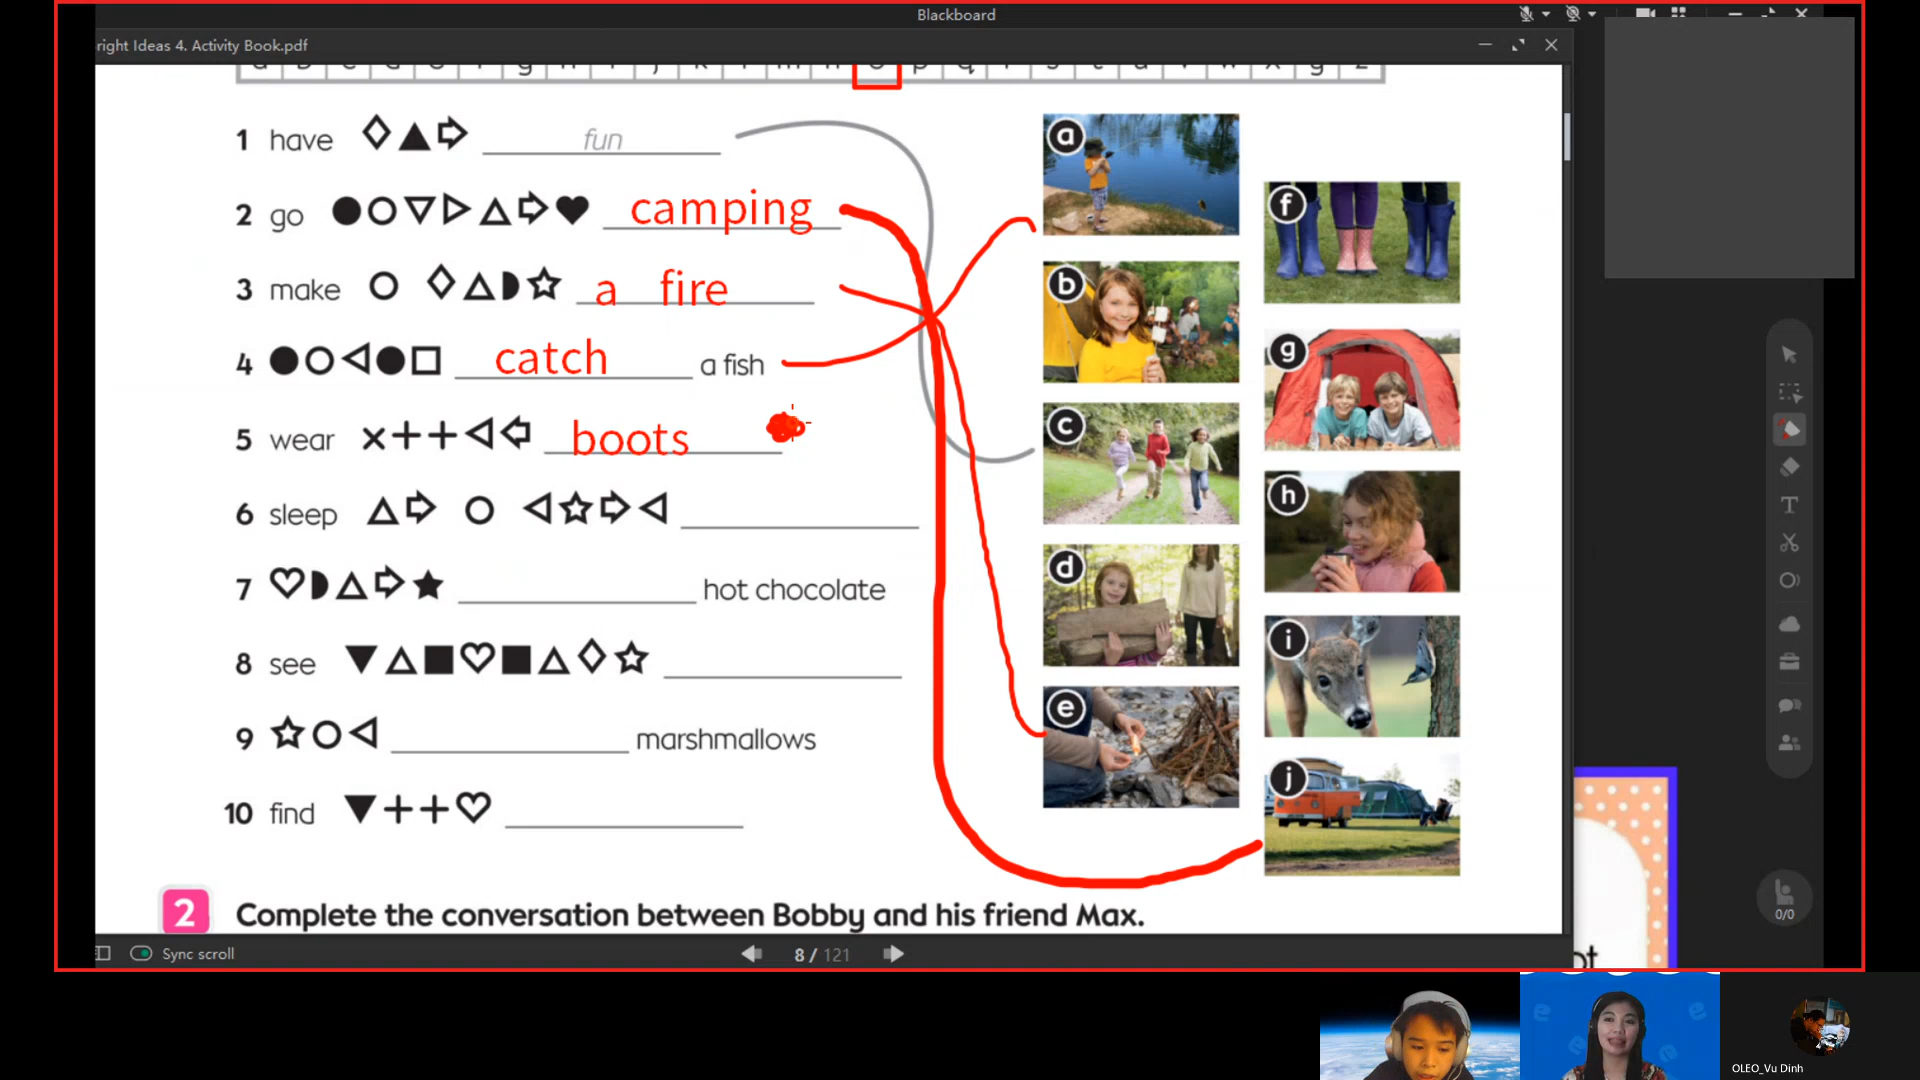 Blackboard
right Ideas 4. Activity Book.pdf
1 have fun
2 go camping
3 make a fire
4 catch a fish
5 wear boots
6 sleep
7 hot chocolate
8 see
9 marshmallows
10 find
a
b
c
d
e
f
g
h
i
j
2 Complete the conversation between Bobby and his friend Max.
Sync scroll
8 / 121
0/0
OLEO_Vu Dinh